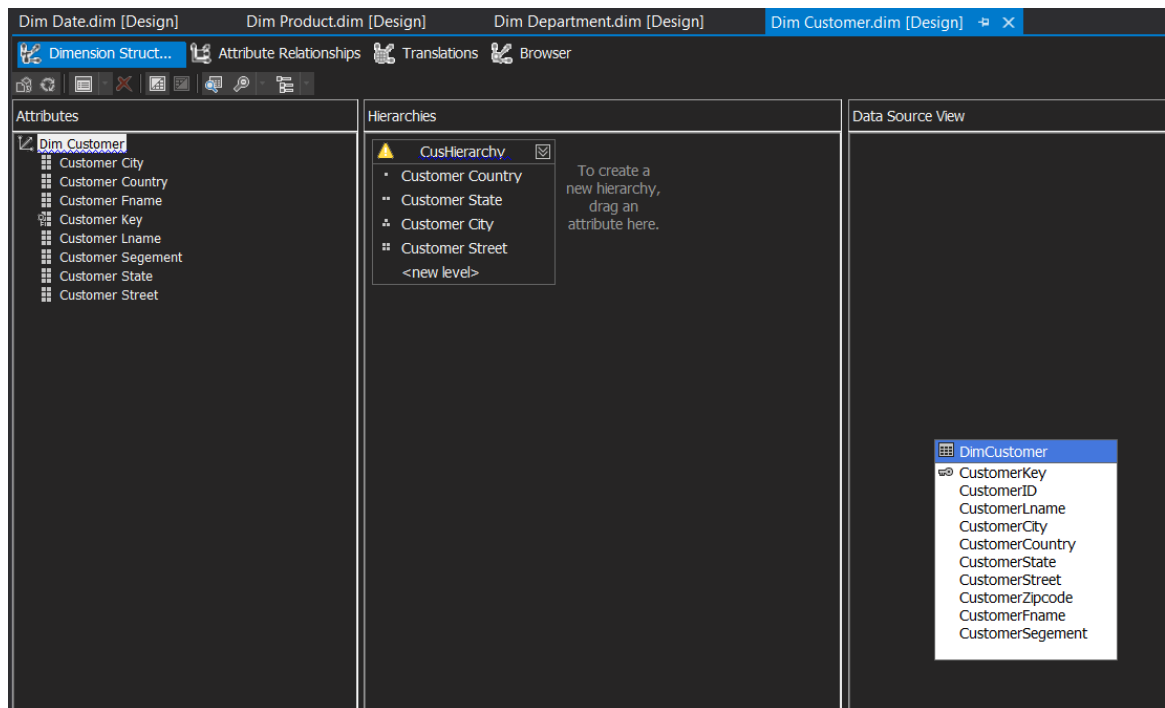 Dim Date.dim [Design] Dim Product.dim [Design] Dim Department.dim [Design] Dim Customer.dim [Design]
Dimension Struct... Attribute Relationships Translations Browser
Attributes
Dim Customer
Customer City
Customer Country
Customer Fname
Customer Key
Customer Lname
Customer Segement
Customer State
Customer Street
Hierarchies
CusHierarchy
Customer Country
Customer State
Customer City
Customer Street
<new level>
To create a
new hierarchy,
drag an
attribute here.
Data Source View
DimCustomer
CustomerKey
CustomerID
CustomerLname
CustomerCity
CustomerCountry
CustomerState
CustomerStreet
CustomerZipcode
CustomerFname
CustomerSegement